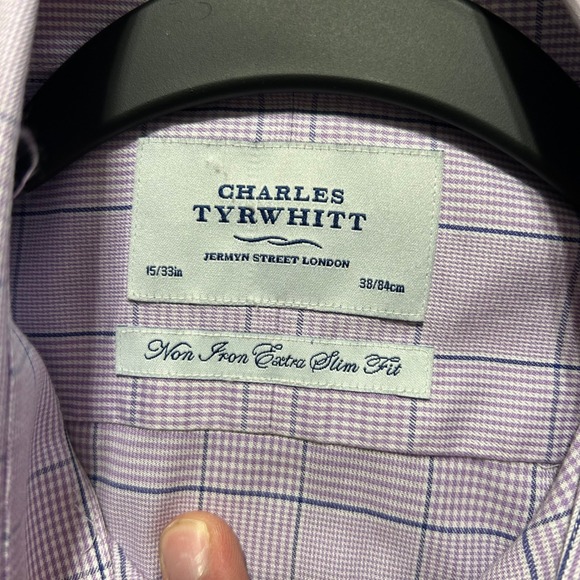 CHARLES
TYRWHITT
JERMYN STREET LONDON
15/33in 38/84cm
Non Iron Extra Slim Fit